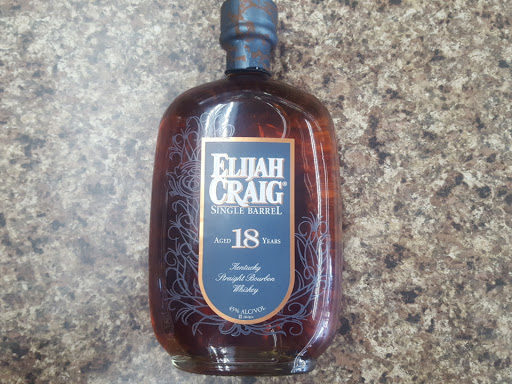 ELIJAH
CRAIG®
SINGLE BARREL
AGED 18 YEARS
Kentucky
Straight Bourbon
Whiskey
45% ALC/VOL